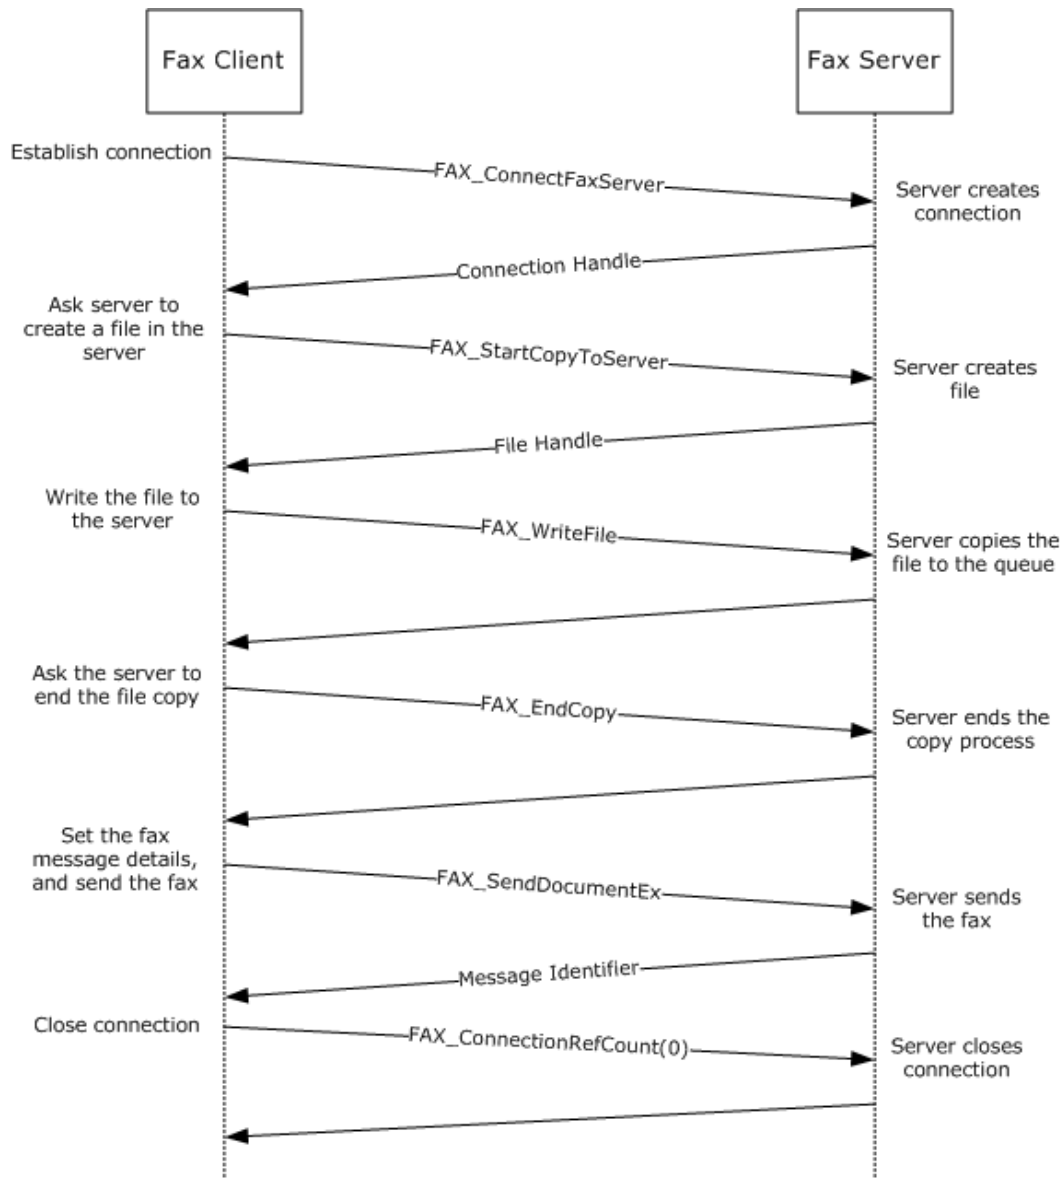 Fax Client
Fax Server
Establish connection
FAX_ConnectFaxServer
Server creates
connection
Connection Handle
Ask server to
create a file in the
server
FAX_StartCopyToServer
Server creates
file
File Handle
Write the file to
the server
FAX_WriteFile
Server copies the
file to the queue
Ask the server to
end the file copy
FAX_EndCopy
Server ends the
copy process
Set the fax
message details,
and send the fax
FAX_SendDocumentEx
Server sends
the fax
Message Identifier
Close connection
FAX_ConnectionRefCount(0)
Server closes
connection